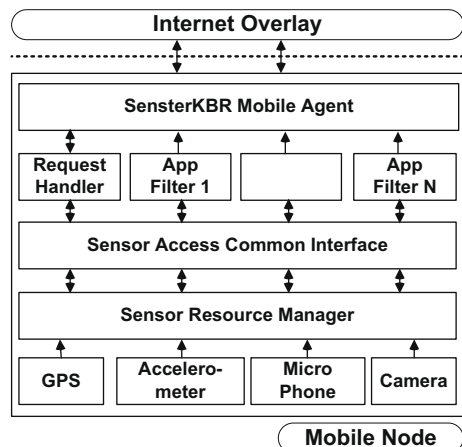 Internet Overlay
SensterKBR Mobile Agent
Request
Handler
App
Filter 1
App
Filter N
Sensor Access Common Interface
Sensor Resource Manager
GPS
Accelero-
meter
Micro
Phone
Camera
Mobile Node